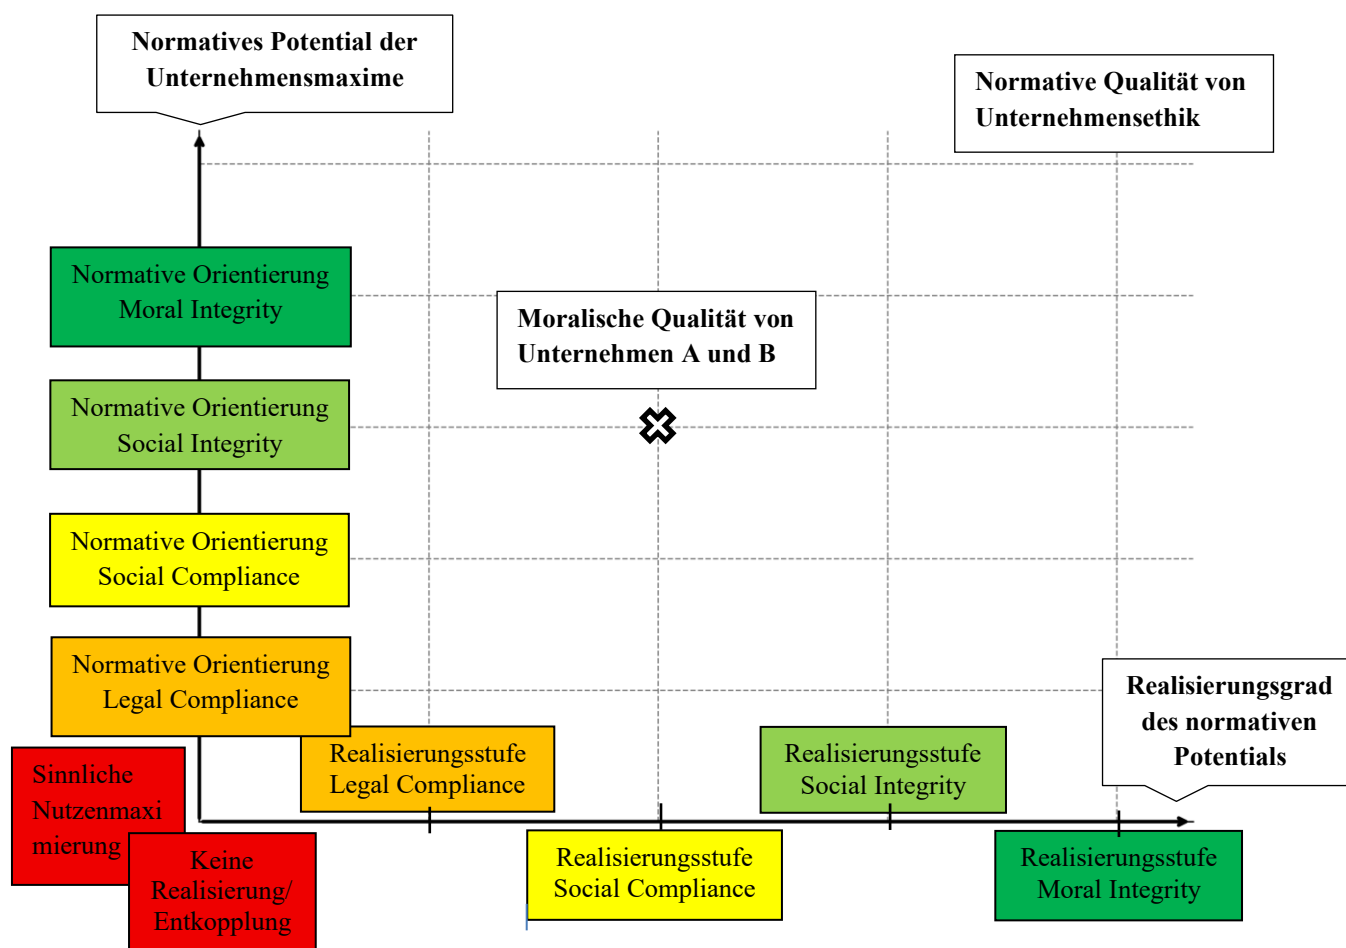 Normatives Potential der
Unternehmensmaxime
Normative Qualität von
Unternehmensethik
Normative Orientierung
Moral Integrity
Moralische Qualität von
Unternehmen A und B
Normative Orientierung
Social Integrity
Normative Orientierung
Social Compliance
Normative Orientierung
Legal Compliance
Realisierungsgrad
des normativen
Potentials
Sinnliche
Nutzenmaxi
mierung
Realisierungsstufe
Legal Compliance
Realisierungsstufe
Social Integrity
Keine
Realisierung/
Entkopplung
Realisierungsstufe
Social Compliance
Realisierungsstufe
Moral Integrity